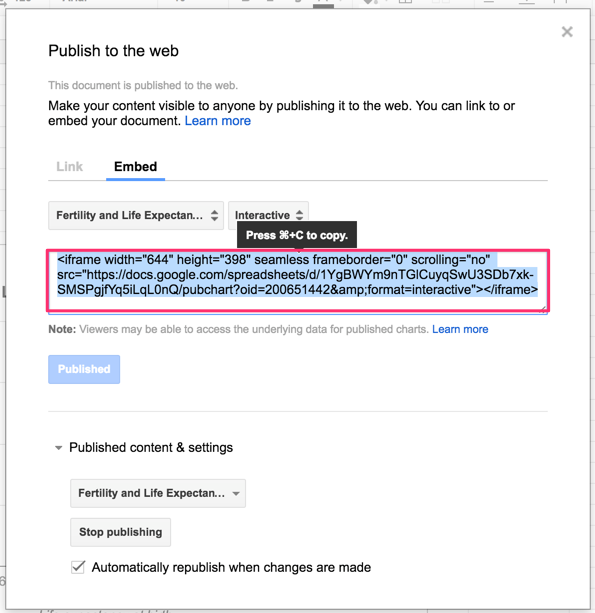 Publish to the web
This document is published to the web.
Make your content visible to anyone by publishing it to the web. You can link to or
embed your document. Learn more
Link Embed
Fertility and Life Expectan... Interactive
Press ⌘+C to copy.
<iframe width="644" height="398" seamless frameborder="0" scrolling="no"
src="https://docs.google.com/spreadsheets/d/1YgBWYm9nTGlCuyqSwU3SDb7xk-
SMSPgjfYq5iLqL0nQ/pubchart?oid=200651442&amp;format=interactive"></iframe>
Note: Viewers may be able to access the underlying data for published charts. Learn more
Published
Published content & settings
Fertility and Life Expectan...
Stop publishing
Automatically republish when changes are made